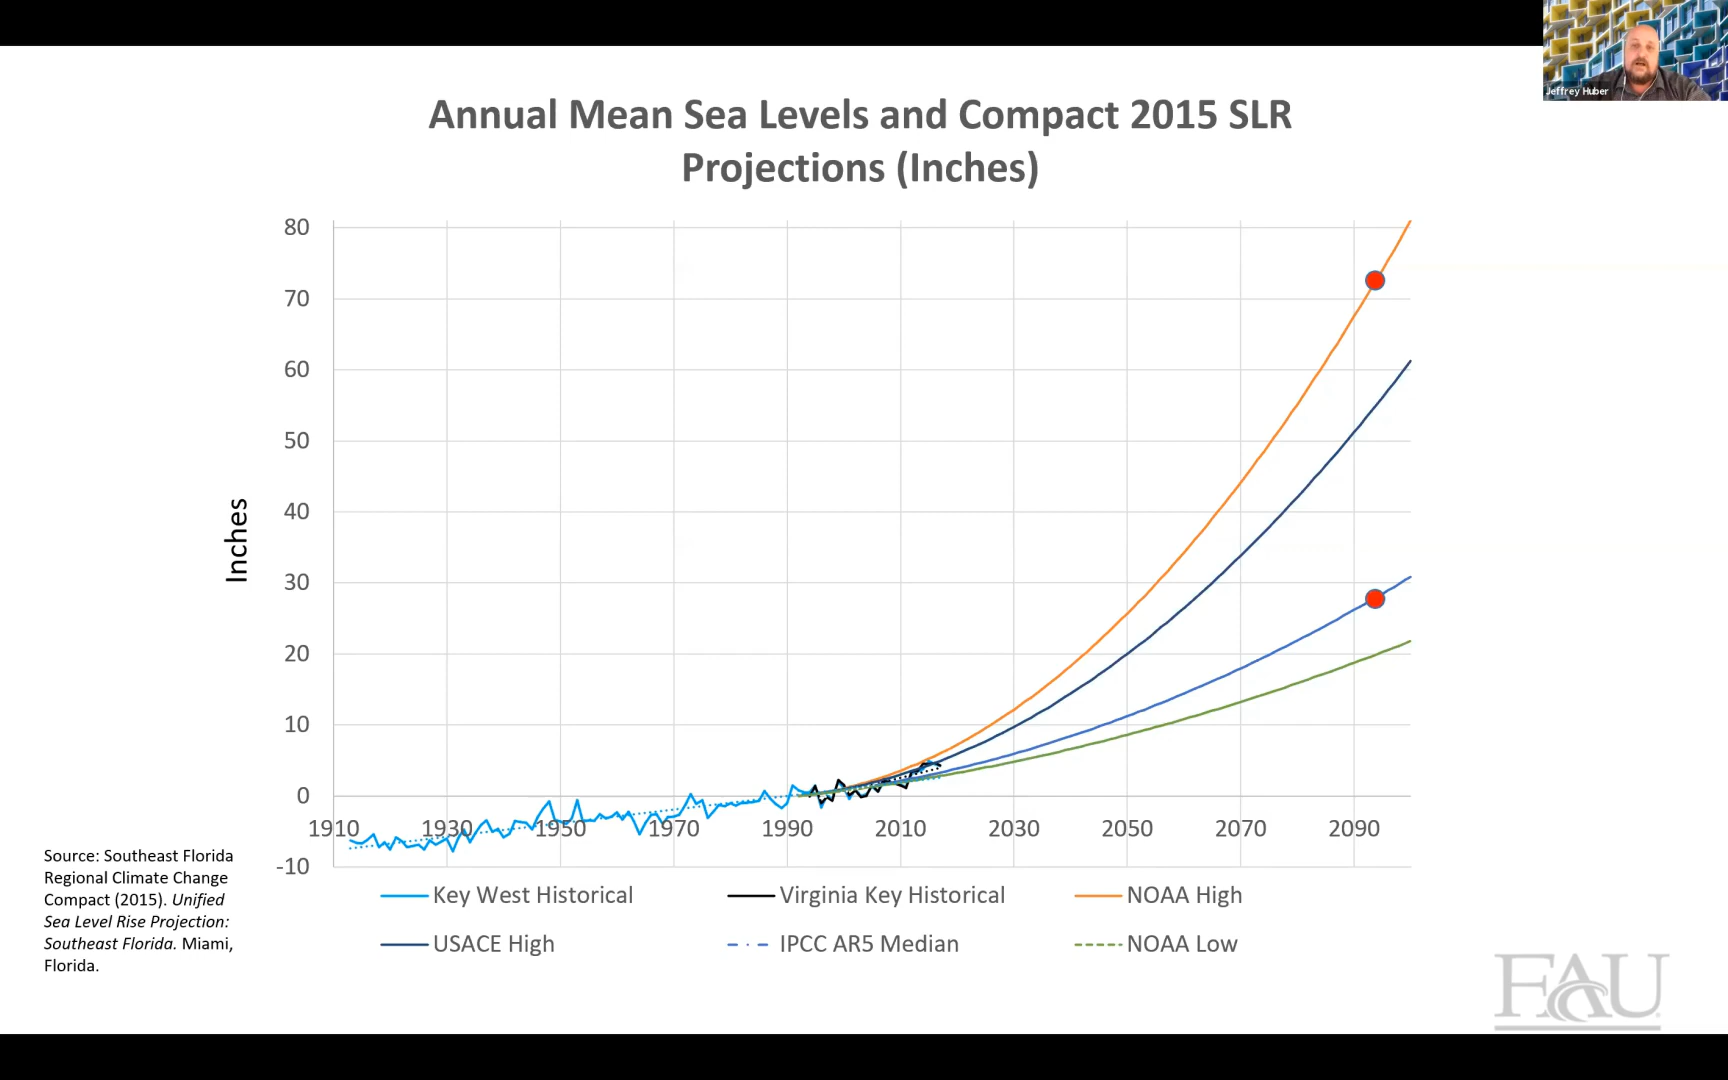 Jeffrey Huber
Annual Mean Sea Levels and Compact 2015 SLR
Projections (Inches)
80
70
60
50
40
30
20
10
0
-10
Inches
1910 1930 1950 1970 1990 2010 2030 2050 2070 2090
Source: Southeast Florida
Regional Climate Change
Compact (2015). Unified
Sea Level Rise Projection:
Southeast Florida. Miami,
Florida.
Key West Historical Virginia Key Historical NOAA High
USACE High IPCC AR5 Median NOAA Low
FAU